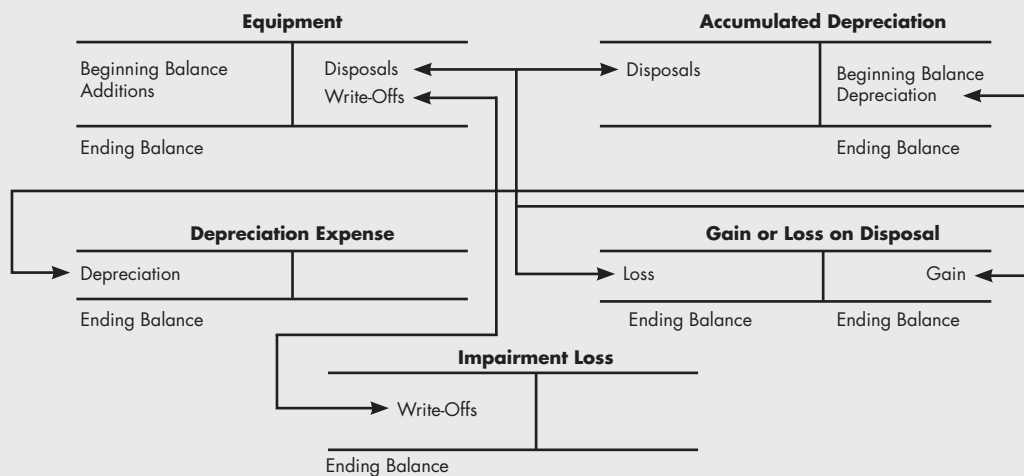 Equipment
Beginning Balance
Additions
Disposals
Write-Offs
Ending Balance
Accumulated Depreciation
Disposals
Beginning Balance
Depreciation
Ending Balance
Depreciation Expense
Depreciation
Ending Balance
Gain or Loss on Disposal
Loss
Gain
Ending Balance
Ending Balance
Impairment Loss
Write-Offs
Ending Balance